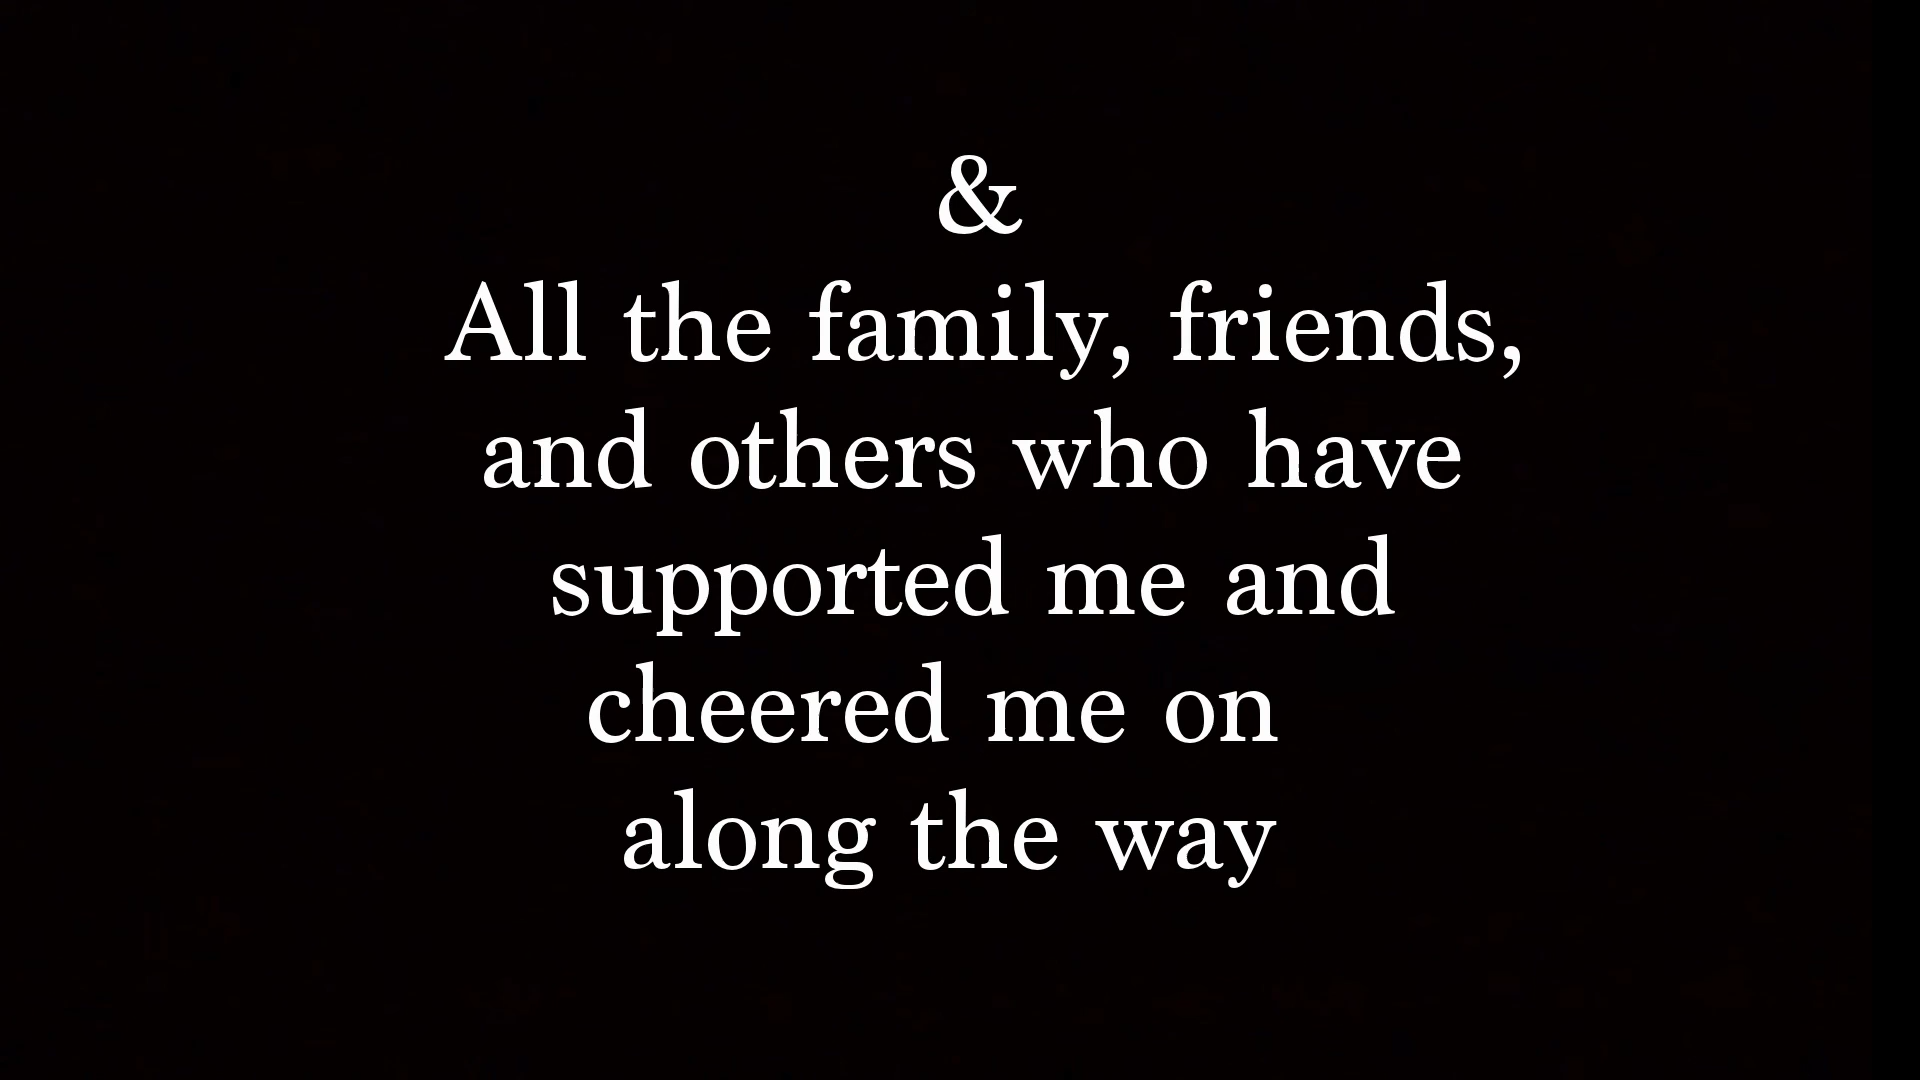 &
All the family, friends,
and others who have
supported me and
cheered me on
along the way